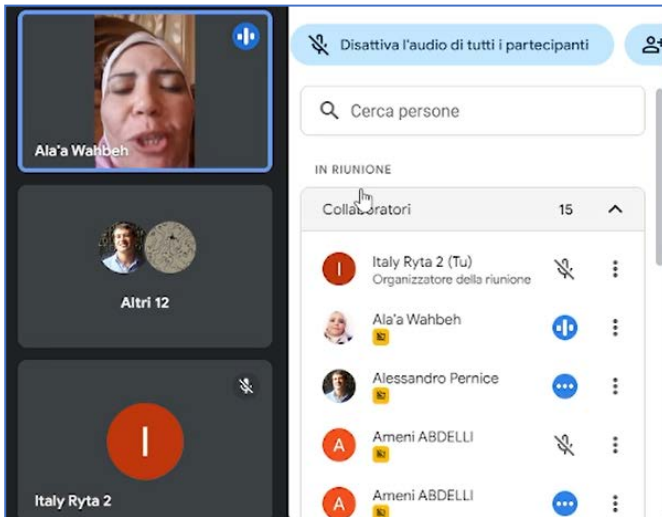 Ala'a Wahbeh
Altri 12
I
Italy Ryta 2
Disattiva l'audio di tutti i partecipanti
Cerca persone
IN RIUNIONE
Collaboratori 15
I
Italy Ryta 2 (Tu)
Organizzatore della riunione
Ala'a Wahbeh
Alessandro Pernice
A
Ameni ABDELLI
A
Ameni ABDELLI